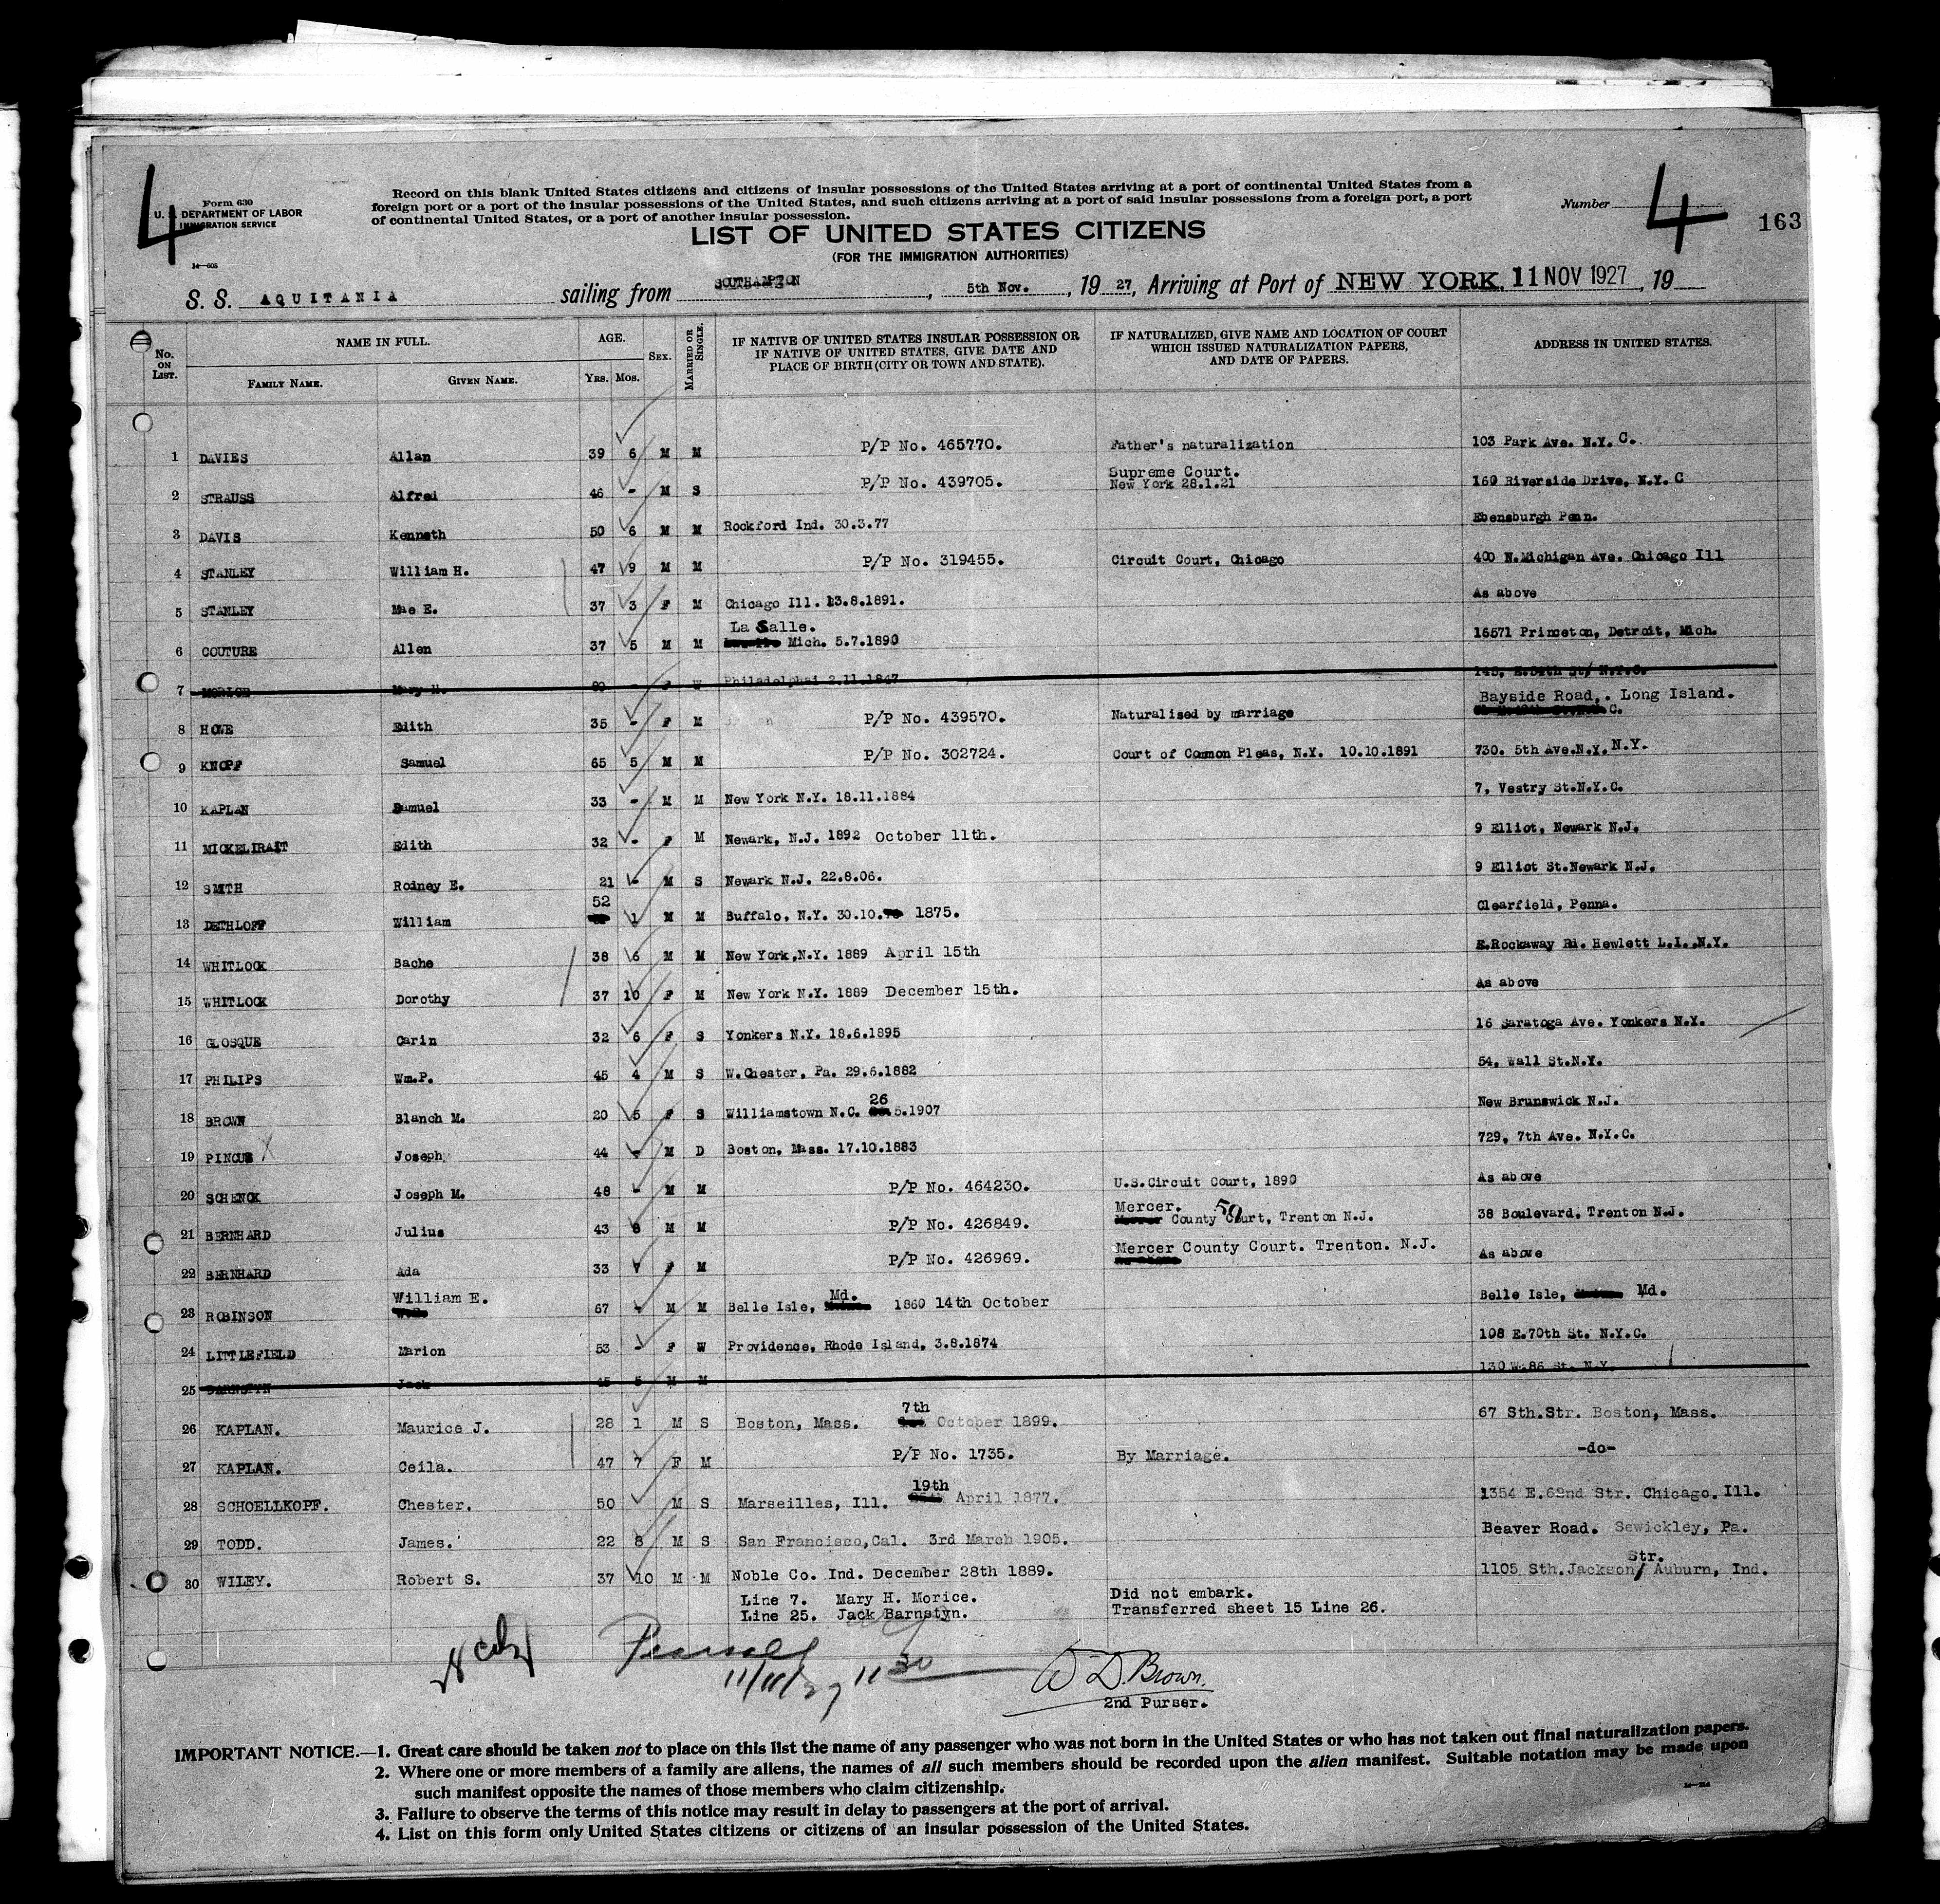 4
Form 630
U. S. DEPARTMENT OF LABOR
IMMIGRATION SERVICE
Record on this blank United States citizens and citizens of insular possessions of the United States arriving at a port of continental United States from a
foreign port or a port of the insular possessions of the United States, and such citizens arriving at a port of said insular possessions from a foreign port, a port
of continental United States, or a port of another insular possession.
Number 4
163
LIST OF UNITED STATES CITIZENS
(FOR THE IMMIGRATION AUTHORITIES)
S. S. AQUITANIA sailing from SOUTHAMPTON, 5th Nov., 1927, Arriving at Port of NEW YORK, 11 NOV 1927, 19
No. ON LIST. NAME IN FULL. AGE. SEX. MARRIED OR SINGLE. IF NATIVE OF UNITED STATES INSULAR POSSESSION OR IF NATIVE OF UNITED STATES, GIVE DATE AND PLACE OF BIRTH (CITY OR TOWN AND STATE). IF NATURALIZED, GIVE NAME AND LOCATION OF COURT WHICH ISSUED NATURALIZATION PAPERS, AND DATE OF PAPERS. ADDRESS IN UNITED STATES.
FAMILY NAME. GIVEN NAME. YRS. MOS.
1 DAVIES Allan 39 6 M M P/P No. 465770. Father's naturalization 103 Park Ave. N.Y. C.
2 STRAUSS Alfred 46 - M S P/P No. 439705. Supreme Court. New York 28.1.21 160 Riverside Drive, N.Y. C
3 DAVIS Kenneth 50 6 M M Rockford Ind. 30.3.77 Ebensburgh Penn.
4 STANLEY William H. 47 9 M M P/P No. 319455. Circuit Court, Chicago 400 N.Michigan Ave. Chicago Ill
5 STANLEY Mae E. 37 3 F M Chicago Ill. 13.8.1891. As above
6 COUTURE Allen 37 5 M M La Salle. Mich. 5.7.1890 16571 Princeton, Detroit, Mich.
7 MORICE Mary H. 80 - F W Philadelphai 2.11.1847 145, E.54th St/ N.Y.C.
8 HOWE Edith 35 - F M P/P No. 439570. Naturalised by marriage Bayside Road,. Long Island.
9 KNOPF Samuel 65 5 M M P/P No. 302724. Court of Common Pleas, N.Y. 10.10.1891 730. 5th Ave.N.Y. N.Y.
10 KAPLAN Samuel 33 - M M New York N.Y. 18.11.1884 7, Vestry St.N.Y.C.
11 MICKELIRAIT Edith 32 - F M Newark, N.J. 1892 October 11th. 9 Elliot, Newark N.J.
12 SMITH Rodney E. 21 - M S Newark N.J. 22.8.06. 9 Elliot St.Newark N.J.
13 DETHLOFF William 52 1 M M Buffalo, N.Y. 30.10. 1875. Clearfield, Penna.
14 WHITLOCK Bache 38 6 M M New York,N.Y. 1889 April 15th E.Rockaway Rd. Hewlett L.I..N.Y.
15 WHITLOCK Dorothy 37 10 F M New York N.Y. 1889 December 15th. As above
16 GLOSQUE Carin 32 6 F S Yonkers N.Y. 18.6.1895 16 Saratoga Ave. Yonkers N.Y.
17 PHILIPS Wm.P. 45 4 M S W.Chester, Pa. 29.6.1882 54, Wall St.N.Y.
18 BROWN Blanch M. 20 5 F S Williamstown N.C. 26 5.1907 New Brunswick N.J.
19 PINCUS Joseph 44 - M D Boston, Mass. 17.10.1883 729, 7th Ave. N.Y.C.
20 SCHENCK Joseph M. 48 - M M P/P No. 464230. U.S.Circuit Court, 1890 As above
21 BERNHARD Julius 43 8 M M P/P No. 426849. Mercer. County Court, Trenton N.J. 38 Boulevard, Trenton N.J.
22 BERNHARD Ada 33 F M P/P No. 426969. Mercer County Court. Trenton. N.J. As above
23 ROBINSON William E. 67 - M M Belle Isle, Md. 1860 14th October Belle Isle, Md.
24 LITTLEFIELD Marion 53 - F W Providence, Rhode Island, 3.8.1874 108 E.70th St. N.Y.C.
25 BARNSTYN Jack 45 5 M M 130 W.86 St. N.Y.
26 KAPLAN. Maurice J. 28 1 M S Boston, Mass. 7th October 1899. 67 Sth.Str. Boston, Mass.
27 KAPLAN. Ceila. 47 7 F M P/P No. 1735. By Marriage. -do-
28 SCHOELLKOPF. Chester. 50 M S Marseilles, Ill. 19th April 1877. 1354 E.62nd Str. Chicago. Ill.
29 TODD. James. 22 8 M S San Francisco,Cal. 3rd March 1905. Beaver Road. Sewickley, Pa.
30 WILEY. Robert S. 37 10 M M Noble Co. Ind. December 28th 1889. 1105 Sth.Jackson Str. / Auburn, Ind.
Line 7. Mary H. Morice. Did not embark.
Line 25. Jack Barnstyn. Transferred sheet 15 Line 26.
11/11/27 11 30
W D. Brown.
2nd Purser.
IMPORTANT NOTICE.—1. Great care should be taken not to place on this list the name of any passenger who was not born in the United States or who has not taken out final naturalization papers.
2. Where one or more members of a family are aliens, the names of all such members should be recorded upon the alien manifest. Suitable notation may be made upon
such manifest opposite the names of those members who claim citizenship.
3. Failure to observe the terms of this notice may result in delay to passengers at the port of arrival.
4. List on this form only United States citizens or citizens of an insular possession of the United States.